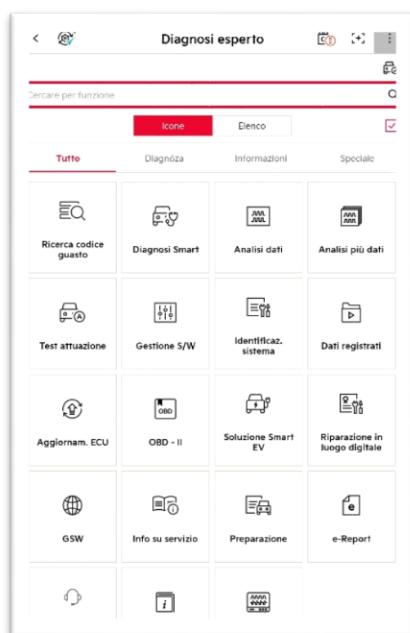 Diagnosi esperto
Cercare per funzione
Icone Elenco
Tutto Diagnóza Informazioni Speciale
Ricerca codice
guasto
Diagnosi Smart
Analisi dati
Analisi più dati
Test attuazione
Gestione S/W
Identificaz.
sistema
Dati registrati
Aggiornam. ECU
OBD
OBD - II
Soluzione Smart
EV
Riparazione in
luogo digitale
GSW
Info su servizio
Preparazione
e
e-Report
i